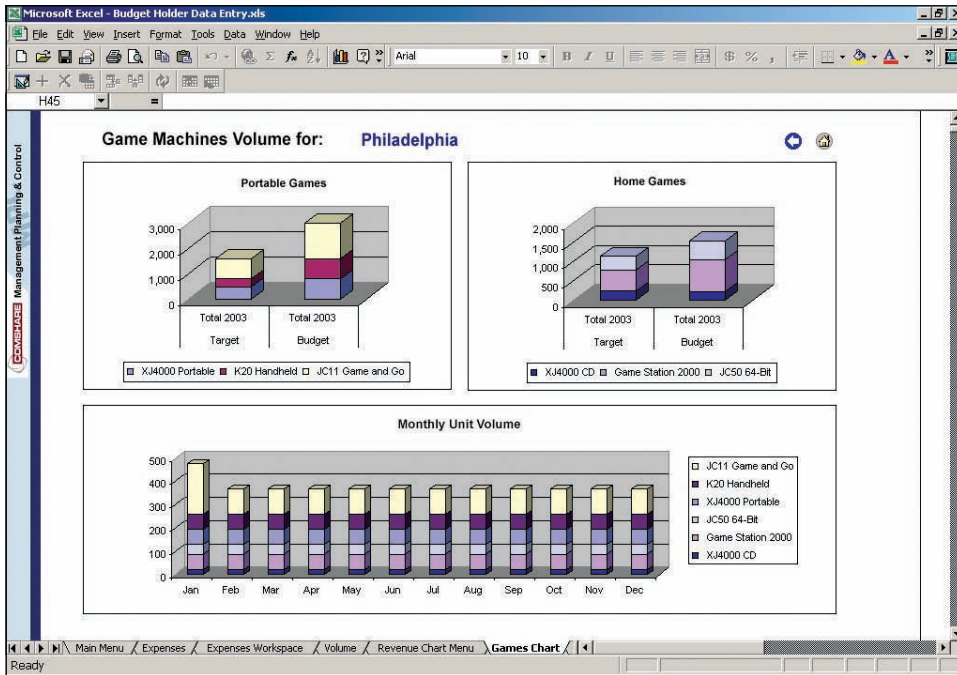 Microsoft Excel - Budget Holder Data Entry.xls
File Edit View Insert Format Tools Data Window Help
Arial 10 B I U $ % ,
H45 =
COMSHARE Management Planning & Control
Game Machines Volume for: Philadelphia
Portable Games
3,000
2,000
1,000
0
Total 2003 Total 2003
Target Budget
XJ4000 Portable K20 Handheld JC11 Game and Go
Home Games
2,000
1,500
1,000
500
0
Total 2003 Total 2003
Target Budget
XJ4000 CD Game Station 2000 JC50 64-Bit
Monthly Unit Volume
500
400
300
200
100
0
Jan Feb Mar Apr May Jun Jul Aug Sep Oct Nov Dec
JC11 Game and Go
K20 Handheld
XJ4000 Portable
JC50 64-Bit
Game Station 2000
XJ4000 CD
Main Menu Expenses Expenses Workspace Volume Revenue Chart Menu Games Chart
Ready